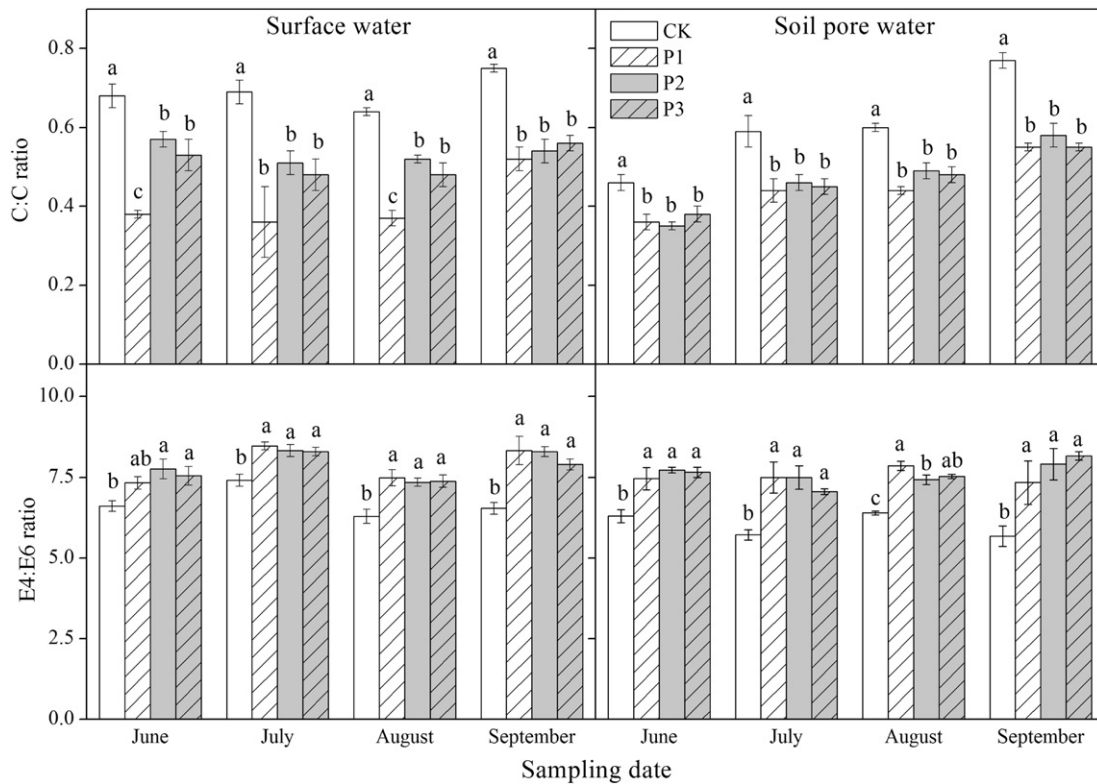 Surface water
Soil pore water
CK
P1
P2
P3
C:C ratio
0.8
0.6
0.4
0.2
0.0
a c b b
a b b b
a c b b
a b b b
a b b b
a b b b
a b b b
a b b b
E4:E6 ratio
10.0
7.5
5.0
2.5
0.0
b ab a a
b a a a
b a a a
b a a a
b a a a
b a a a
c a b ab
b a a a
June July August September June July August September
Sampling date